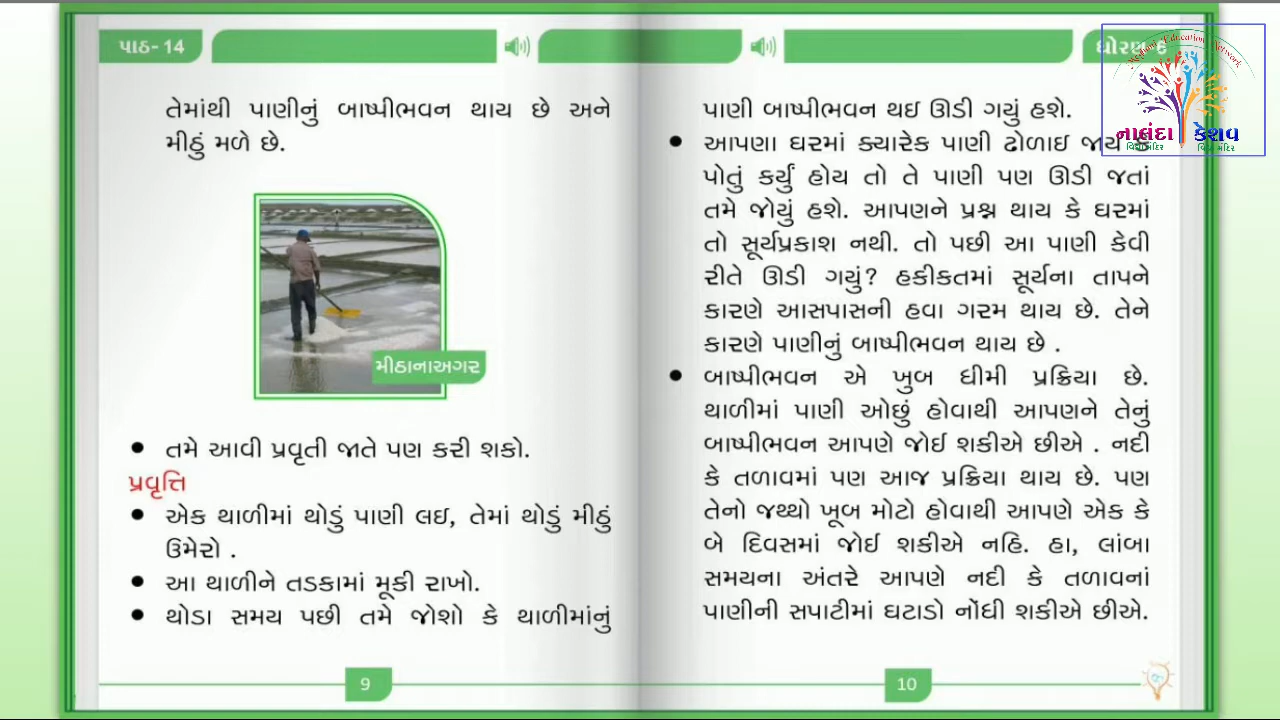 પાઠ- 14
તેમાંથી પાણીનું બાષ્પીભવન થાય છે અને
મીઠું મળે છે.
મીઠાનાઅગર
તમે આવી પ્રવૃતી જાતે પણ કરી શકો.
પ્રવૃત્તિ
એક થાળીમાં થોડું પાણી લઇ, તેમાં થોડું મીઠું
ઉમેરો .
આ થાળીને તડકામાં મૂકી રાખો.
થોડા સમય પછી તમે જોશો કે થાળીમાંનું
9
ધોરણ
Education Network
નાલંદા કેશવ
વિદ્યામંદિર
પાણી બાષ્પીભવન થઇ ઊડી ગયું હશે.
આપણા ઘરમાં ક્યારેક પાણી ઢોળાઇ જાય
પોતું કર્યું હોય તો તે પાણી પણ ઊડી જતાં
તમે જોયું હશે. આપણને પ્રશ્ન થાય કે ઘરમાં
તો સૂર્યપ્રકાશ નથી. તો પછી આ પાણી કેવી
રીતે ઊડી ગયું? હકીકતમાં સૂર્યના તાપને
કારણે આસપાસની હવા ગરમ થાય છે. તેને
કારણે પાણીનું બાષ્પીભવન થાય છે .
બાષ્પીભવન એ ખુબ ધીમી પ્રક્રિયા છે.
થાળીમાં પાણી ઓછું હોવાથી આપણને તેનું
બાષ્પીભવન આપણે જોઈ શકીએ છીએ . નદી
કે તળાવમાં પણ આજ પ્રક્રિયા થાય છે. પણ
તેનો જથ્થો ખૂબ મોટો હોવાથી આપણે એક કે
બે દિવસમાં જોઈ શકીએ નહિ. હા, લાંબા
સમયના અંતરે આપણે નદી કે તળાવનાં
પાણીની સપાટીમાં ઘટાડો નોંધી શકીએ છીએ.
10